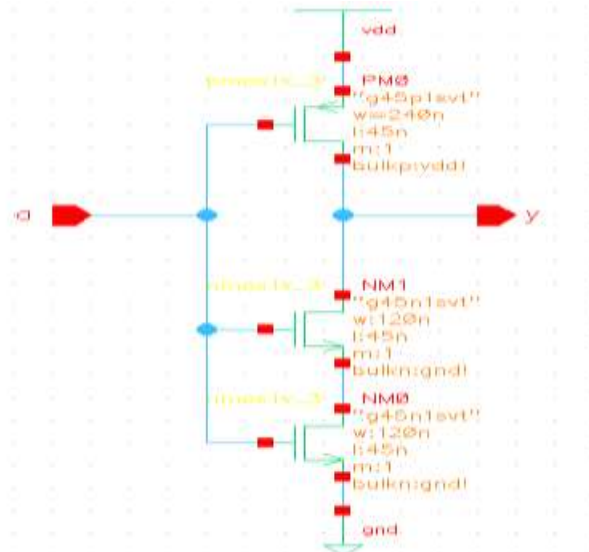 vdd
PM0
"g45p1svt"
w=240n
l:45n
m:1
bulkp:vdd!
a
y
NM1
"g45n1svt"
w:120n
l:45n
m:1
bulkn:gnd!
NM0
"g45n1svt"
w:120n
l:45n
m:1
bulkn:gnd!
gnd